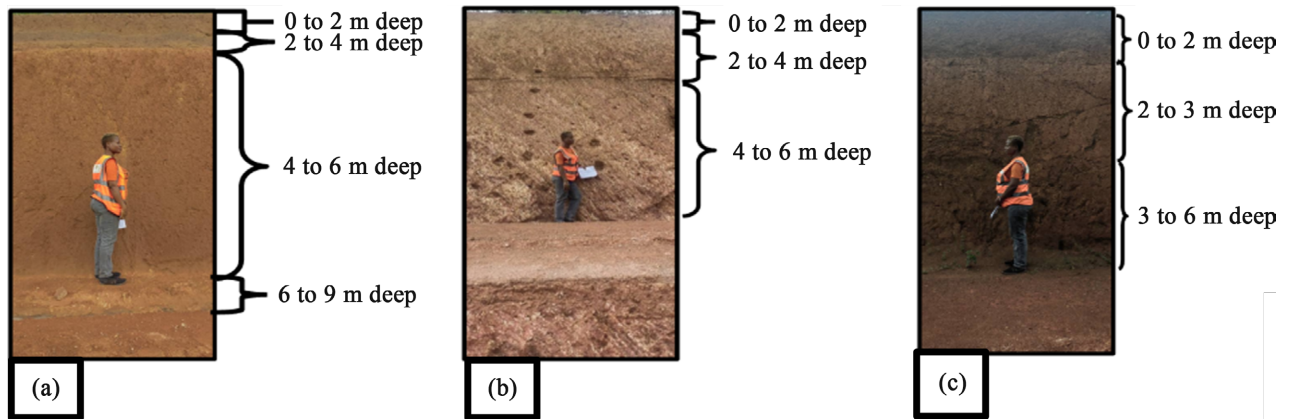 0 to 2 m deep
2 to 4 m deep
4 to 6 m deep
6 to 9 m deep
(a)
0 to 2 m deep
2 to 4 m deep
4 to 6 m deep
(b)
0 to 2 m deep
2 to 3 m deep
3 to 6 m deep
(c)